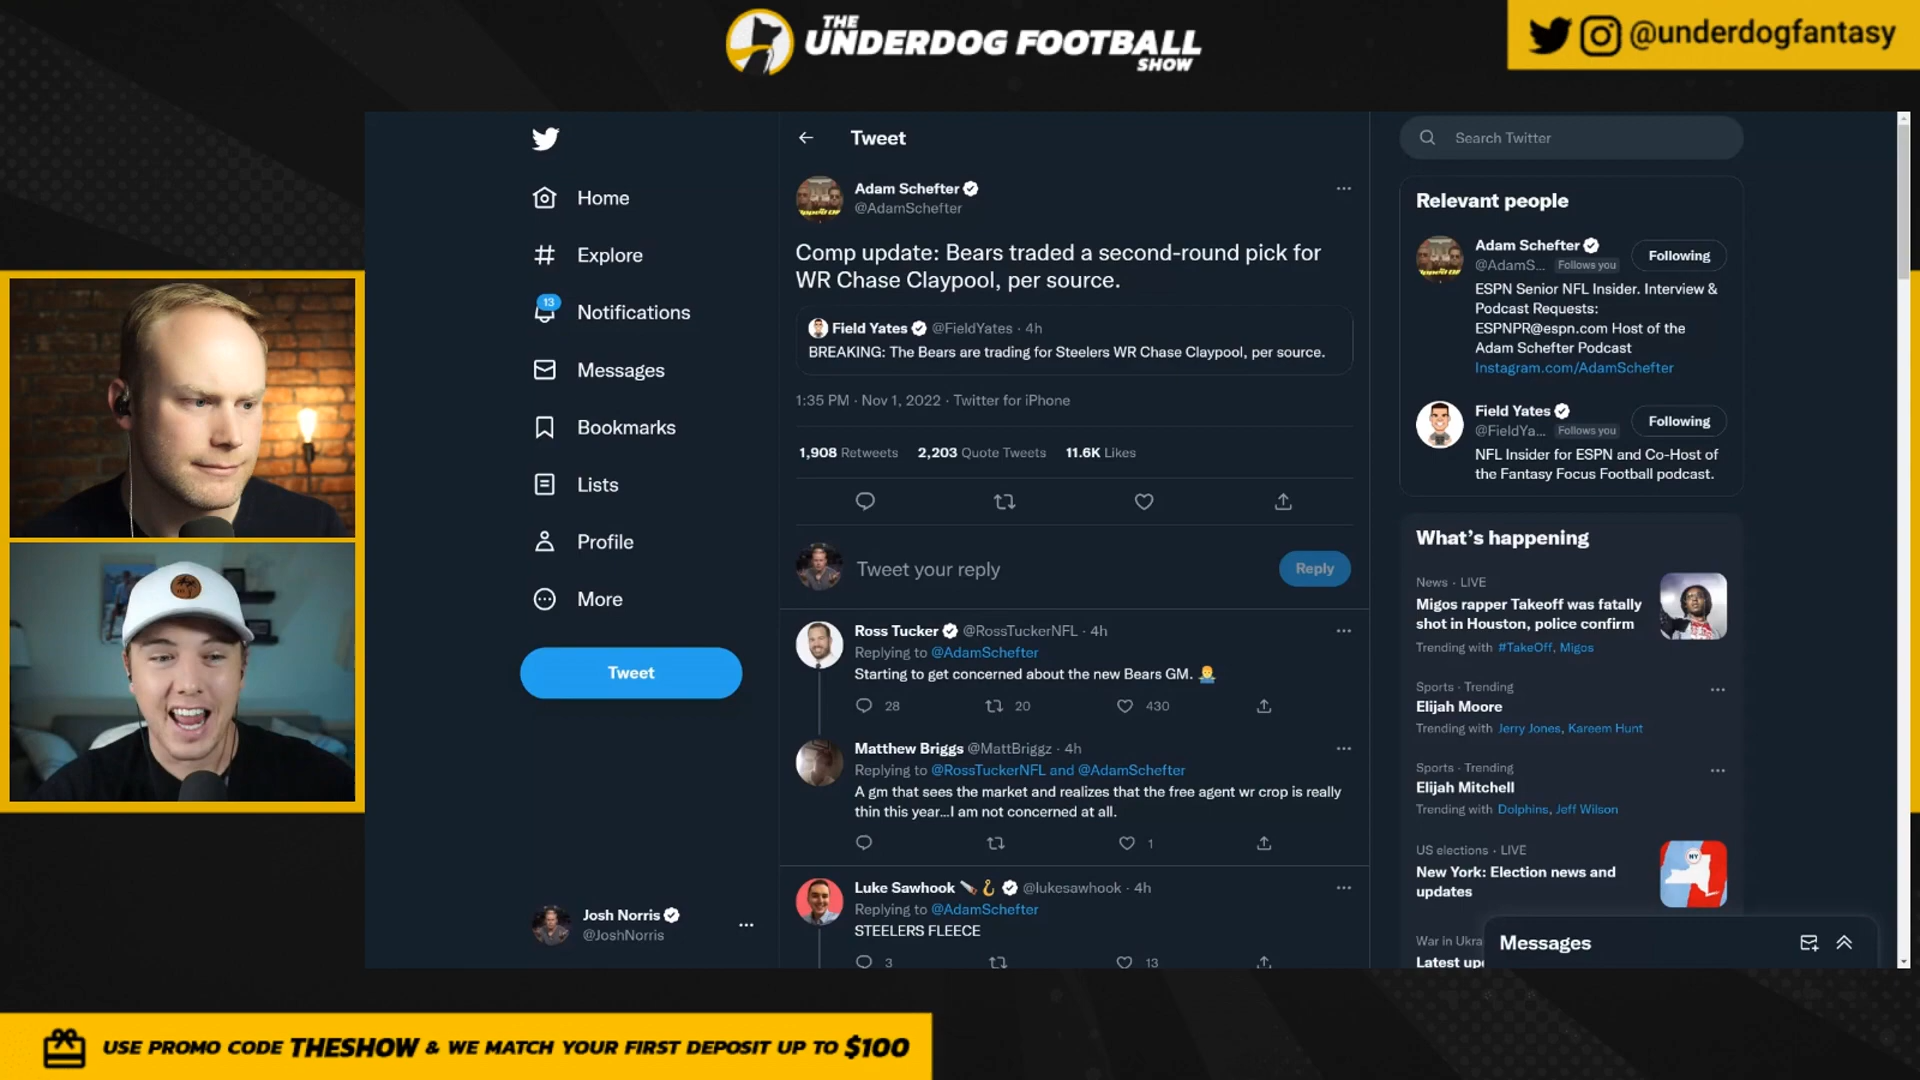 THE
UNDERDOG FOOTBALL
SHOW
@underdogfantasy
Home
Explore
13
Notifications
Messages
Bookmarks
Lists
Profile
More
Tweet
Josh Norris
@JoshNorris
Tweet
Adam Schefter
@AdamSchefter
Comp update: Bears traded a second-round pick for
WR Chase Claypool, per source.
Field Yates @FieldYates · 4h
BREAKING: The Bears are trading for Steelers WR Chase Claypool, per source.
1:35 PM · Nov 1, 2022 · Twitter for iPhone
1,908 Retweets 2,203 Quote Tweets 11.6K Likes
Tweet your reply
Reply
Ross Tucker @RossTuckerNFL · 4h
Replying to @AdamSchefter
Starting to get concerned about the new Bears GM. 🤷‍♂️
28 20 430
Matthew Briggs @MattBriggz · 4h
Replying to @RossTuckerNFL and @AdamSchefter
A gm that sees the market and realizes that the free agent wr crop is really
thin this year...I am not concerned at all.
1
Luke Sawhook 🪚🪝 @lukesawhook · 4h
Replying to @AdamSchefter
STEELERS FLEECE
3 13
Search Twitter
Relevant people
Adam Schefter
@AdamS... Follows you
Following
ESPN Senior NFL Insider. Interview &
Podcast Requests:
ESPNPR@espn.com Host of the
Adam Schefter Podcast
Instagram.com/AdamSchefter
Field Yates
@FieldYa... Follows you
Following
NFL Insider for ESPN and Co-Host of
the Fantasy Focus Football podcast.
What's happening
News · LIVE
Migos rapper Takeoff was fatally
shot in Houston, police confirm
Trending with #TakeOff, Migos
Sports · Trending
Elijah Moore
Trending with Jerry Jones, Kareem Hunt
Sports · Trending
Elijah Mitchell
Trending with Dolphins, Jeff Wilson
US elections · LIVE
New York: Election news and
updates
NY
War in Ukra
Latest upd
Messages
USE PROMO CODE THESHOW & WE MATCH YOUR FIRST DEPOSIT UP TO $100